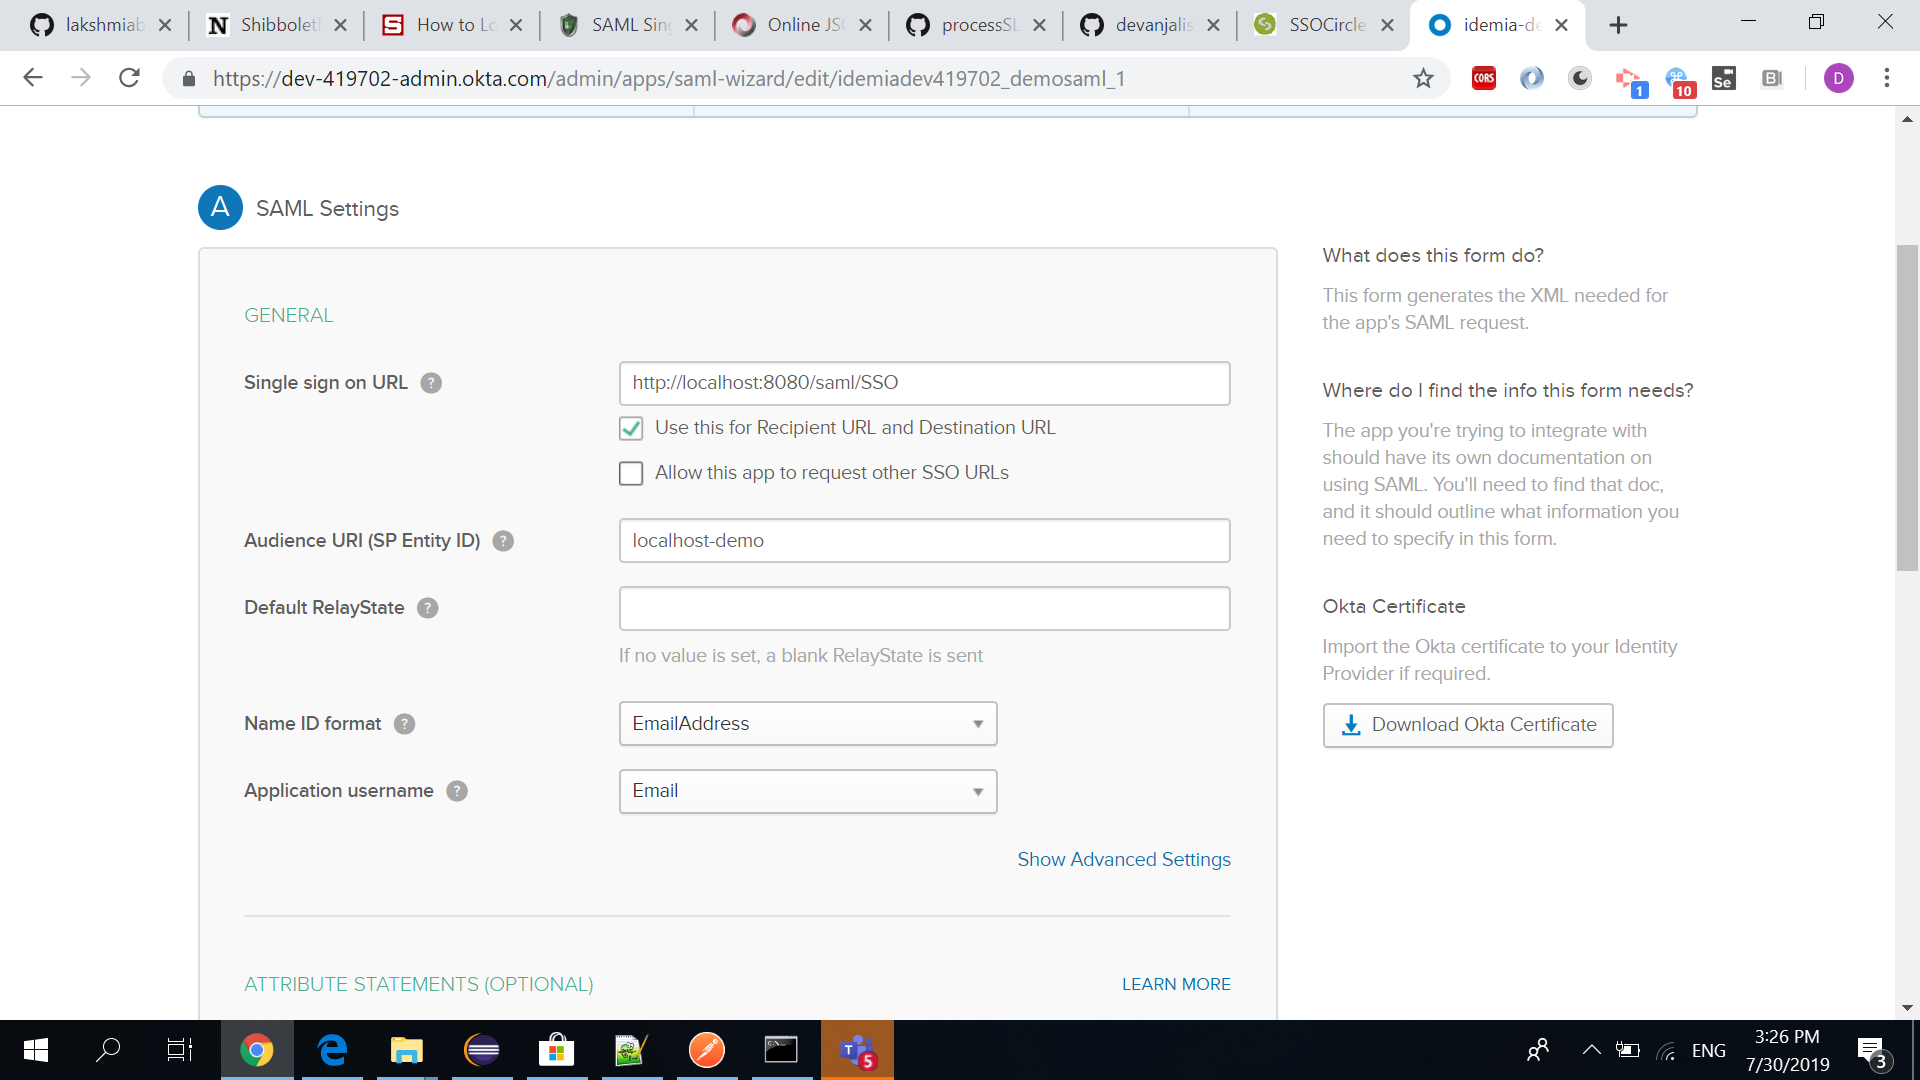 lakshmiab
Shibbolet
How to Lo
SAML Sin
Online JS
processSL
devanjalis
SSOCircle
idemia-de
https://dev-419702-admin.okta.com/admin/apps/saml-wizard/edit/idemiadev419702_demosaml_1
CORS
1
10
Se
B
D
A SAML Settings
GENERAL
Single sign on URL ?
http://localhost:8080/saml/SSO
Use this for Recipient URL and Destination URL
Allow this app to request other SSO URLs
Audience URI (SP Entity ID) ?
localhost-demo
Default RelayState ?
If no value is set, a blank RelayState is sent
Name ID format ?
EmailAddress
Application username ?
Email
Show Advanced Settings
ATTRIBUTE STATEMENTS (OPTIONAL)
LEARN MORE
What does this form do?
This form generates the XML needed for
the app's SAML request.
Where do I find the info this form needs?
The app you're trying to integrate with
should have its own documentation on
using SAML. You'll need to find that doc,
and it should outline what information you
need to specify in this form.
Okta Certificate
Import the Okta certificate to your Identity
Provider if required.
Download Okta Certificate
5
ENG
3:26 PM
7/30/2019
3